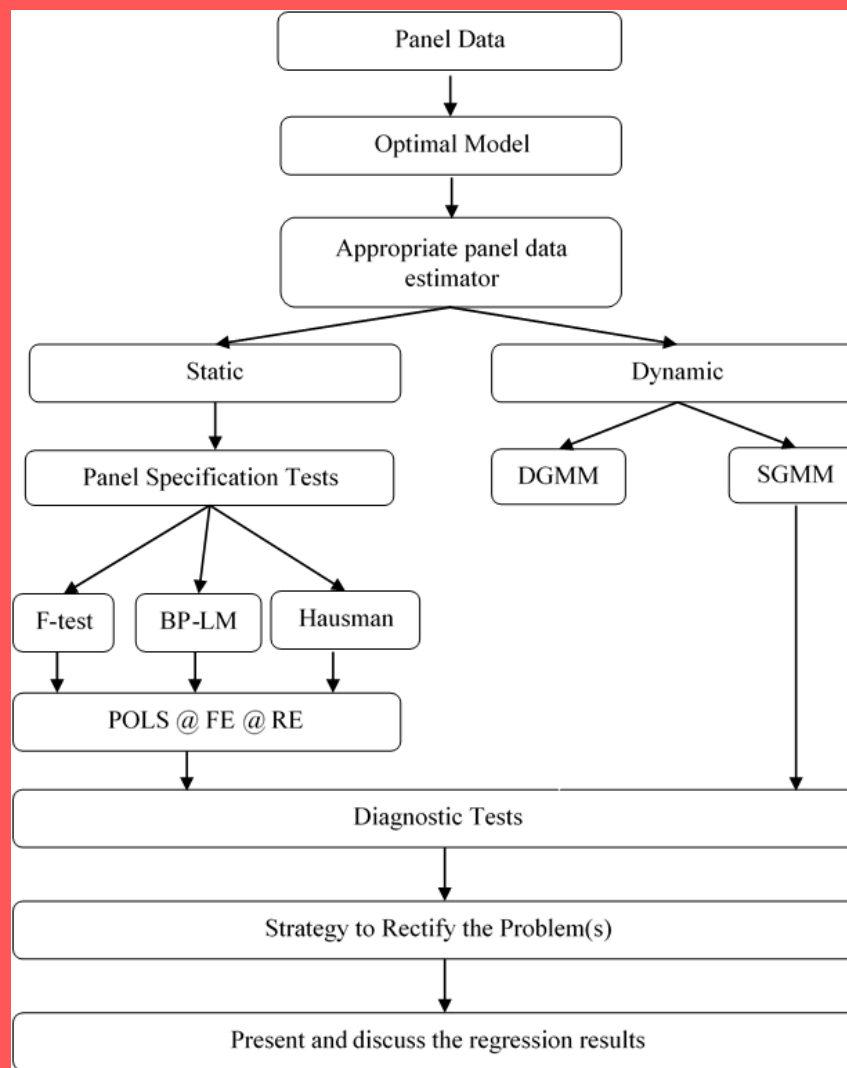 Panel Data
Optimal Model
Appropriate panel data
estimator
Static
Dynamic
Panel Specification Tests
DGMM
SGMM
F-test
BP-LM
Hausman
POLS @ FE @ RE
Diagnostic Tests
Strategy to Rectify the Problem(s)
Present and discuss the regression results